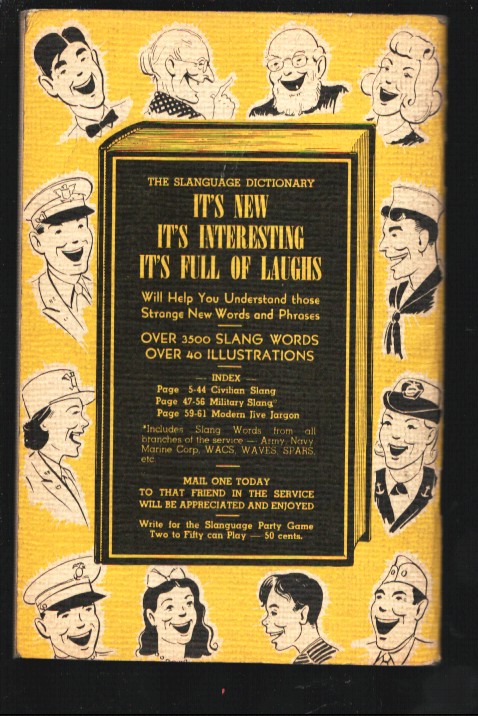 THE SLANGUAGE DICTIONARY
IT'S NEW
IT'S INTERESTING
IT'S FULL OF LAUGHS
Will Help You Understand those
Strange New Words and Phrases
OVER 3500 SLANG WORDS
OVER 40 ILLUSTRATIONS
— INDEX —
Page 5-44 Civilian Slang
Page 47-56 Military Slang*
Page 59-61 Modern Jive Jargon
*Includes Slang Words from all
branches of the service — Army, Navy,
Marine Corp, WACS, WAVES, SPARS,
etc.
MAIL ONE TODAY
TO THAT FRIEND IN THE SERVICE
WILL BE APPRECIATED AND ENJOYED
Write for the Slanguage Party Game
Two to Fifty can Play — 50 cents.